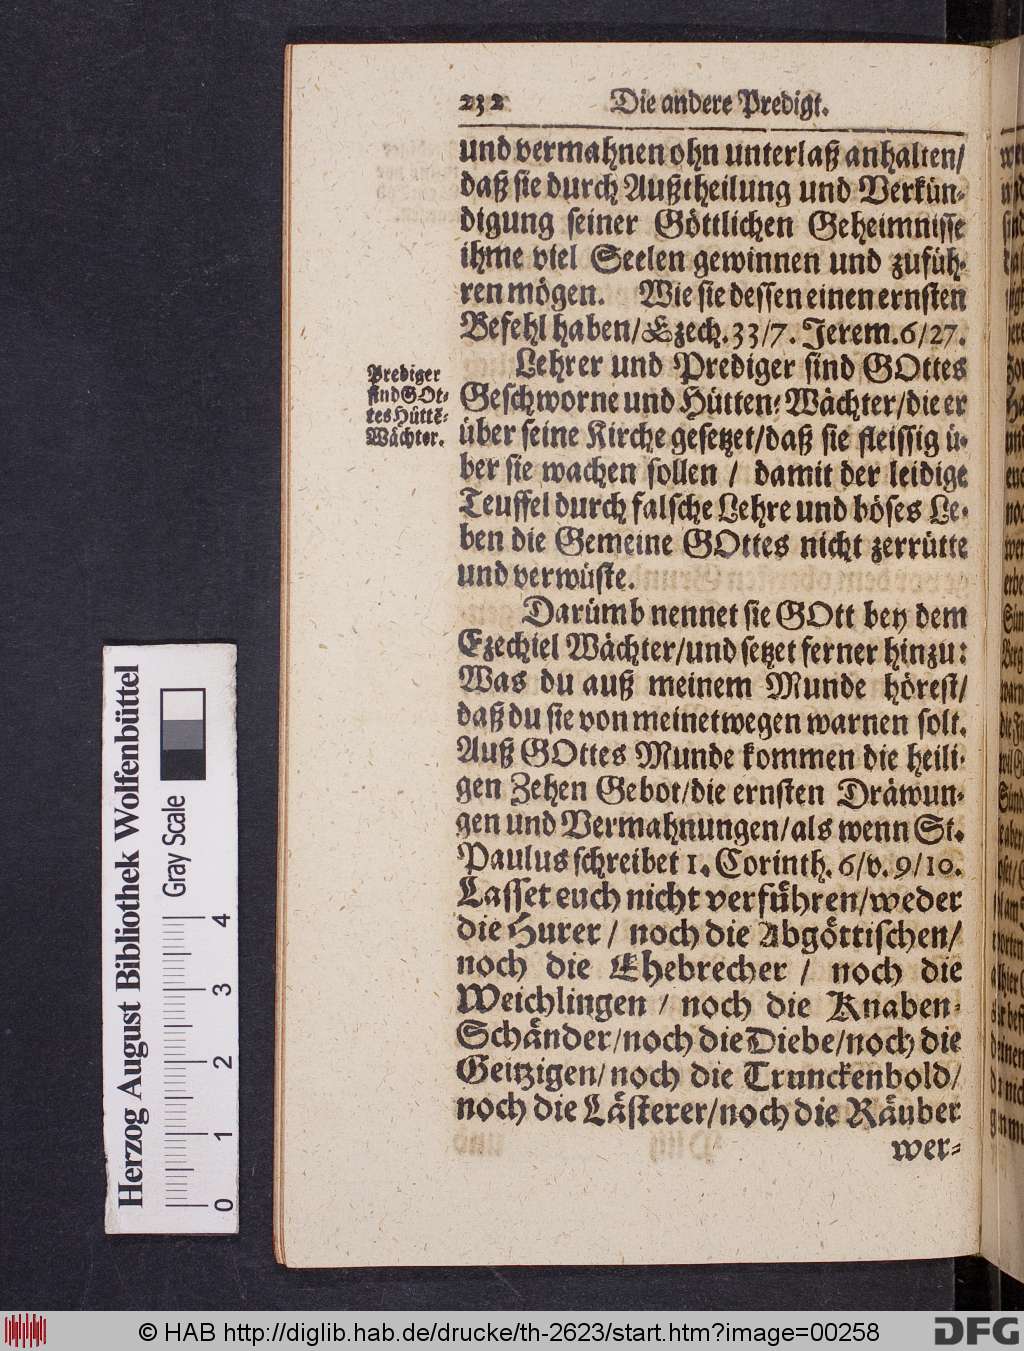 232 Die andere Predigt.
und vermahnen ohn unterlaß anhalten/
daß sie durch Außtheilung und Verkün-
digung seiner Göttlichen Geheimnisse
ihme viel Seelen gewinnen und zufüh-
ren mögen. Wie sie dessen einen ernsten
Befehl haben/Ezech.33/7. Jerem.6/27.
Lehrer und Prediger sind GOttes
Geschworne und Hütten-Wächter/die er
über seine Kirche gesetzet/daß sie fleissig ü-
ber sie wachen sollen / damit der leidige
Teuffel durch falsche Lehre und böses Le-
ben die Gemeine GOttes nicht zerrütte
und verwüste.
Prediger
sind GOt-
tes Hüttē-
Wächter.
Darümb nennet sie GOtt bey dem
Ezechiel Wächter/und setzet ferner hinzu:
Was du auß meinem Munde hörest/
daß du sie von meinetwegen warnen solt.
Auß GOttes Munde kommen die heili-
gen Zehen Gebot/die ernsten Dräwun-
gen und Vermahnungen/als wenn St.
Paulus schreibet 1. Corinth. 6/v. 9/10.
Lasset euch nicht verführen/weder
die Hurer / noch die Abgöttischen/
noch die Ehebrecher / noch die
Weichlingen / noch die Knaben-
Schänder/noch die Diebe/noch die
Geitzigen/noch die Trunckenbold/
noch die Lästerer/noch die Räuber
wer-
Herzog August Bibliothek Wolfenbüttel
Gray Scale
0 1 2 3 4
© HAB http://diglib.hab.de/drucke/th-2623/start.htm?image=00258
DFG